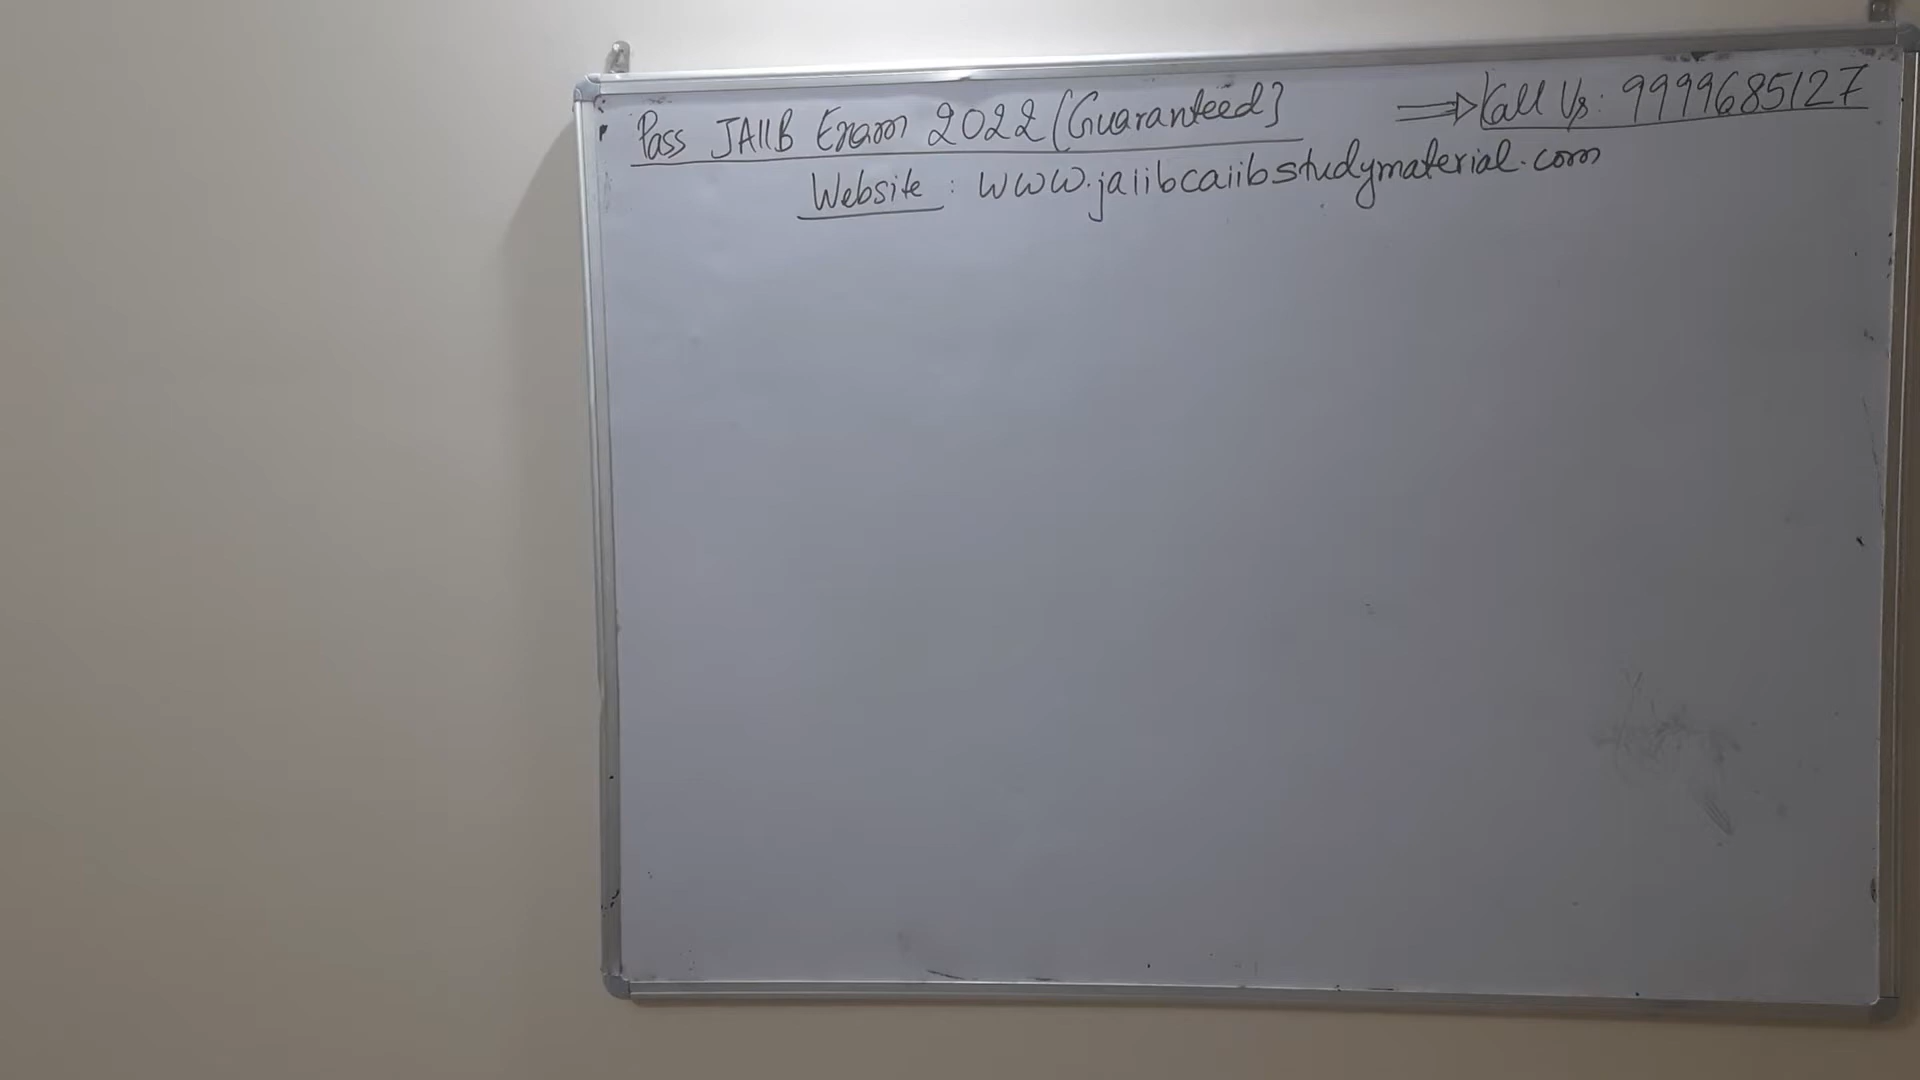 Pass JAIIB Exam 2022 (Guaranteed] ⇒ Call Us: 9999685127
Website : www.jaiibcaiibstudymaterial.com